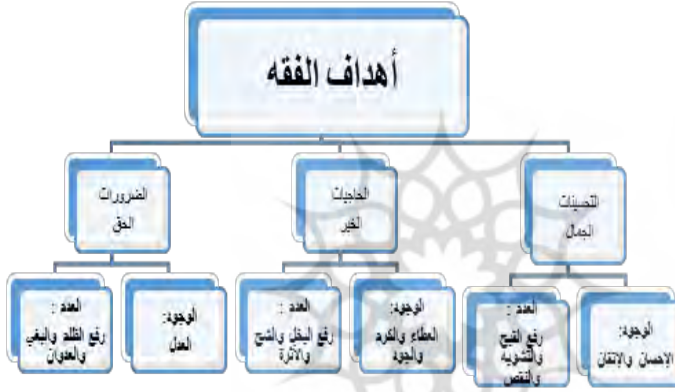 أهداف الفقه
التحسينات
الجمال
الحاجيات
الخير
الضرورات
الحق
الوجود:
الإحسان والإتقان
العدم :
رفع القبح
والتشويه
والنقص
الوجود:
العطاء والكرم
والجود
العدم :
رفع البخل والشح
والأثرة
الوجود:
العدل
العدم :
رفع الظلم والبغي
والعدوان